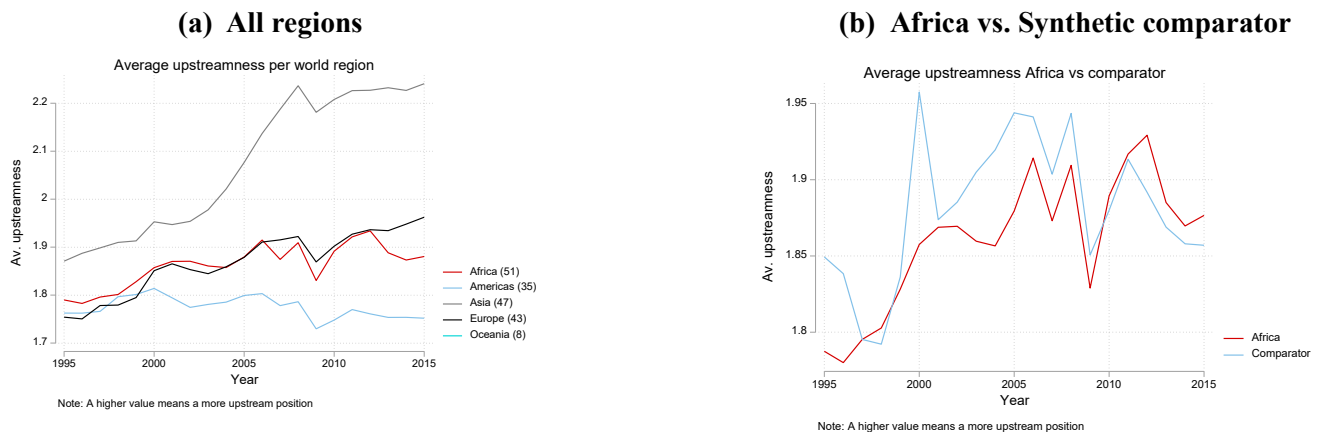 (a) All regions
Average upstreamness per world region
Av. upstreamness
2.2
2.1
2
1.9
1.8
1.7
1995
2000
2005
2010
2015
Year
Africa (51)
Americas (35)
Asia (47)
Europe (43)
Oceania (8)
Note: A higher value means a more upstream position
(b) Africa vs. Synthetic comparator
Average upstreamness Africa vs comparator
Av. upstreamness
1.95
1.9
1.85
1.8
1995
2000
2005
2010
2015
Year
Africa
Comparator
Note: A higher value means a more upstream position